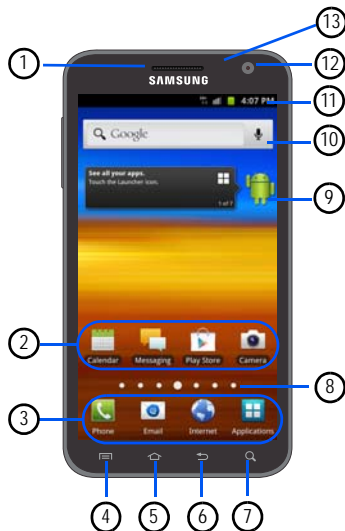 13
1
12
SAMSUNG
4:07 PM
11
Google
10
See all your apps.
Touch the Launcher icon.
1 of 7
9
2
Calendar Messaging Play Store Camera
8
3
Phone Email Internet Applications
4 5 6 7